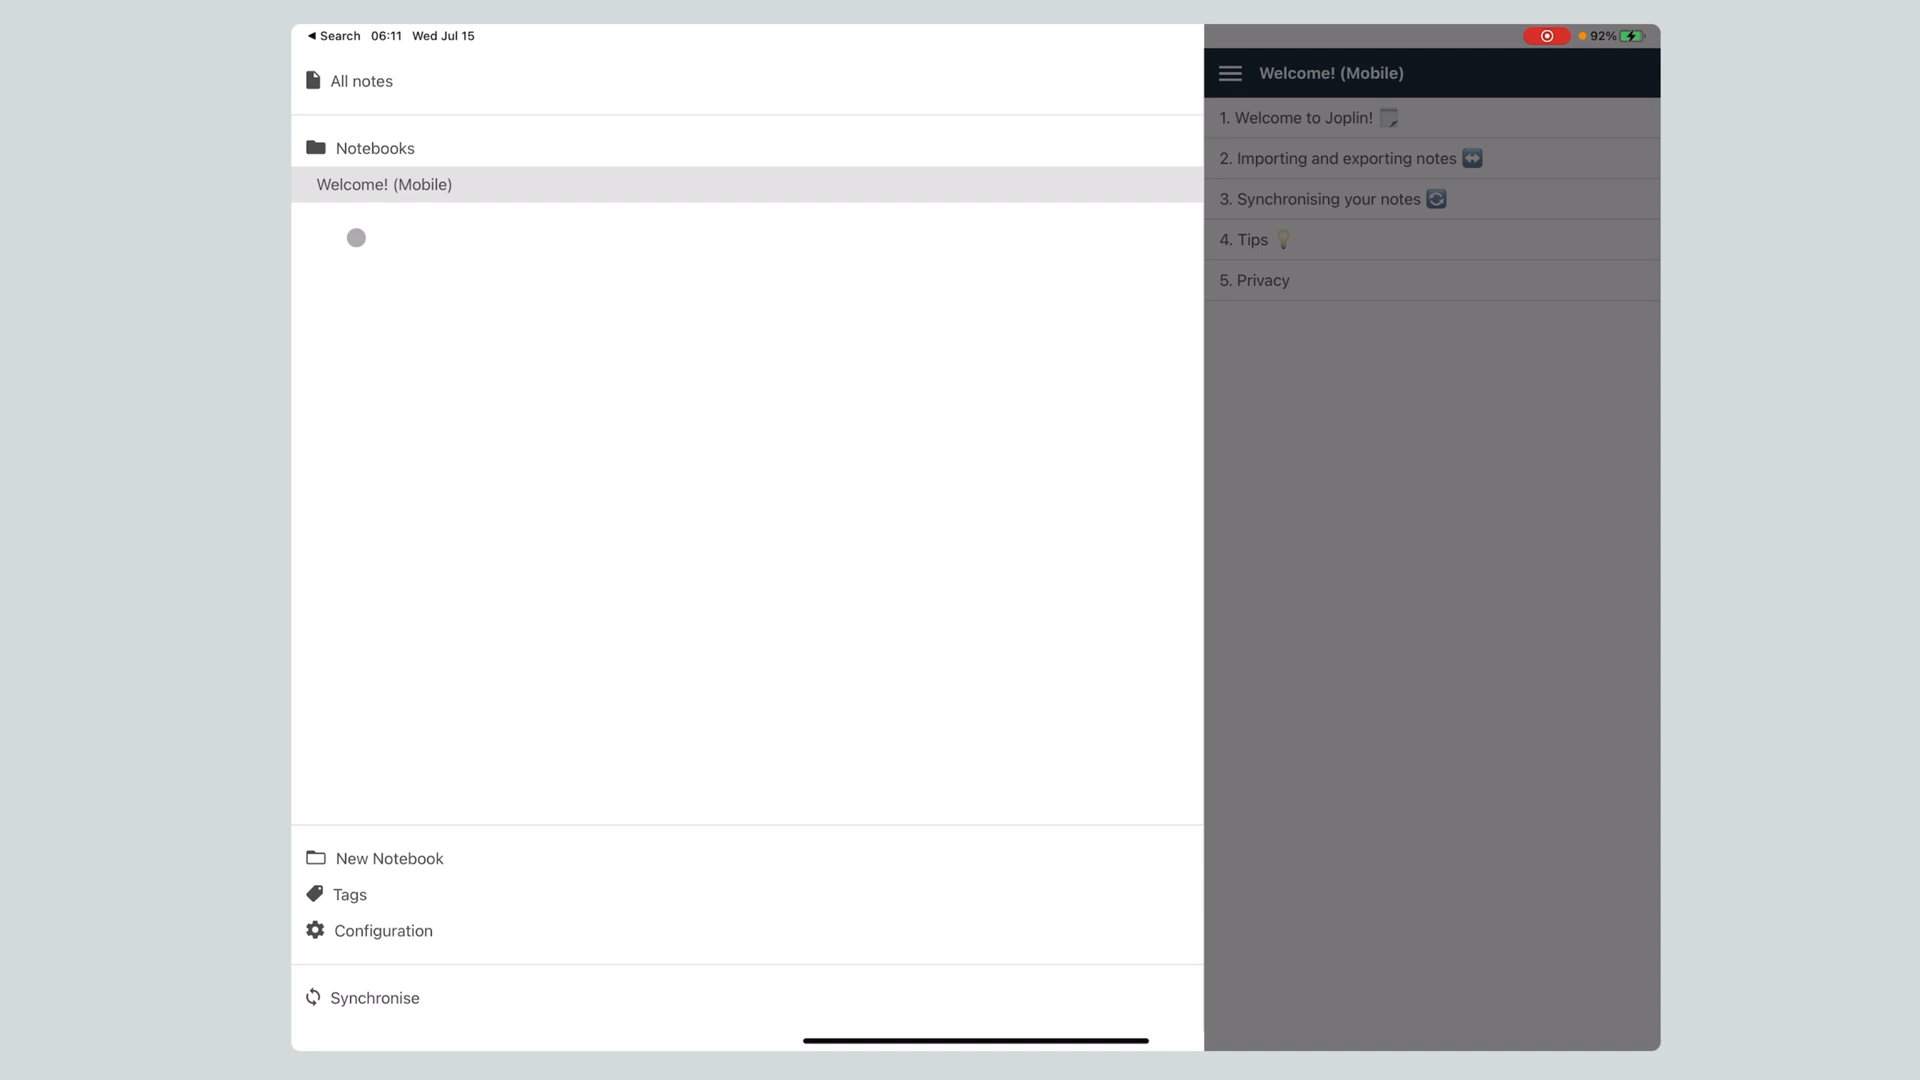 ◀ Search 06:11 Wed Jul 15
92%
All notes
Notebooks
Welcome! (Mobile)
New Notebook
Tags
Configuration
Synchronise
Welcome! (Mobile)
1. Welcome to Joplin! 🗒️
2. Importing and exporting notes ↔️
3. Synchronising your notes 🔄
4. Tips 💡
5. Privacy